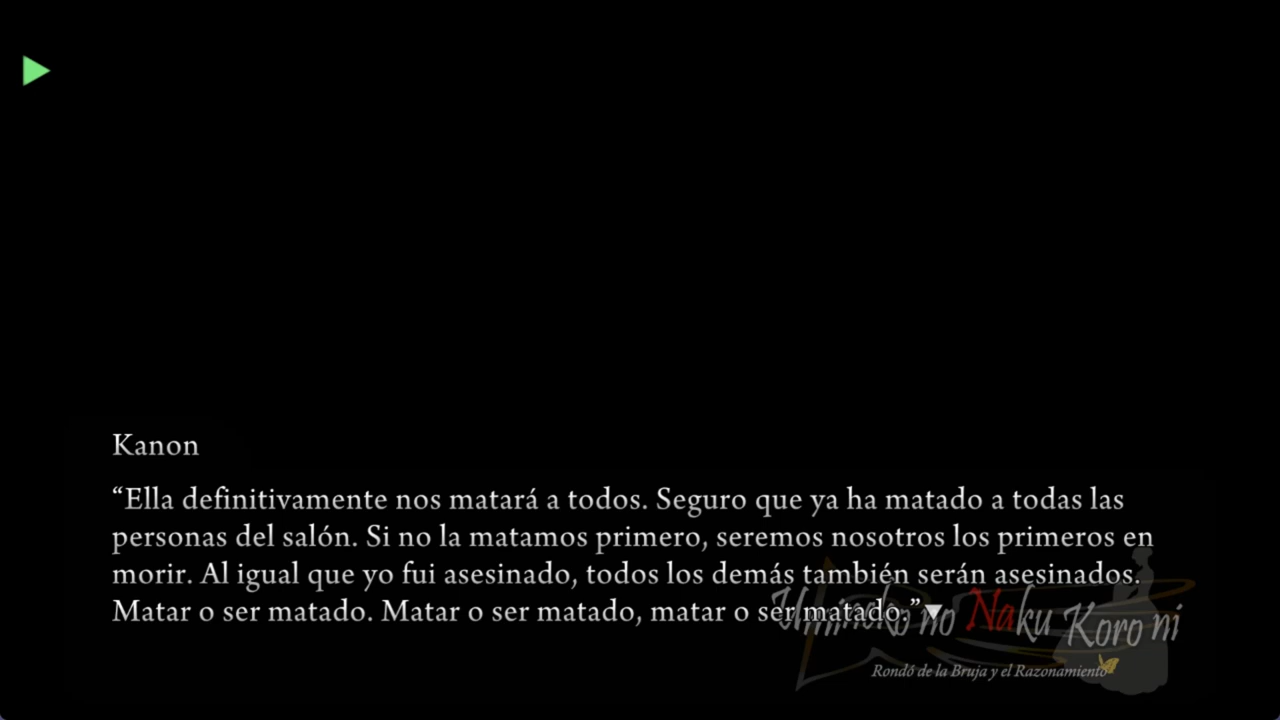 Kanon
“Ella definitivamente nos matará a todos. Seguro que ya ha matado a todas las
personas del salón. Si no la matamos primero, seremos nosotros los primeros en
morir. Al igual que yo fui asesinado, todos los demás también serán asesinados.
Matar o ser matado. Matar o ser matado, matar o ser matado.”
Umineko no Naku Koro ni
Rondó de la Bruja y el Razonamiento